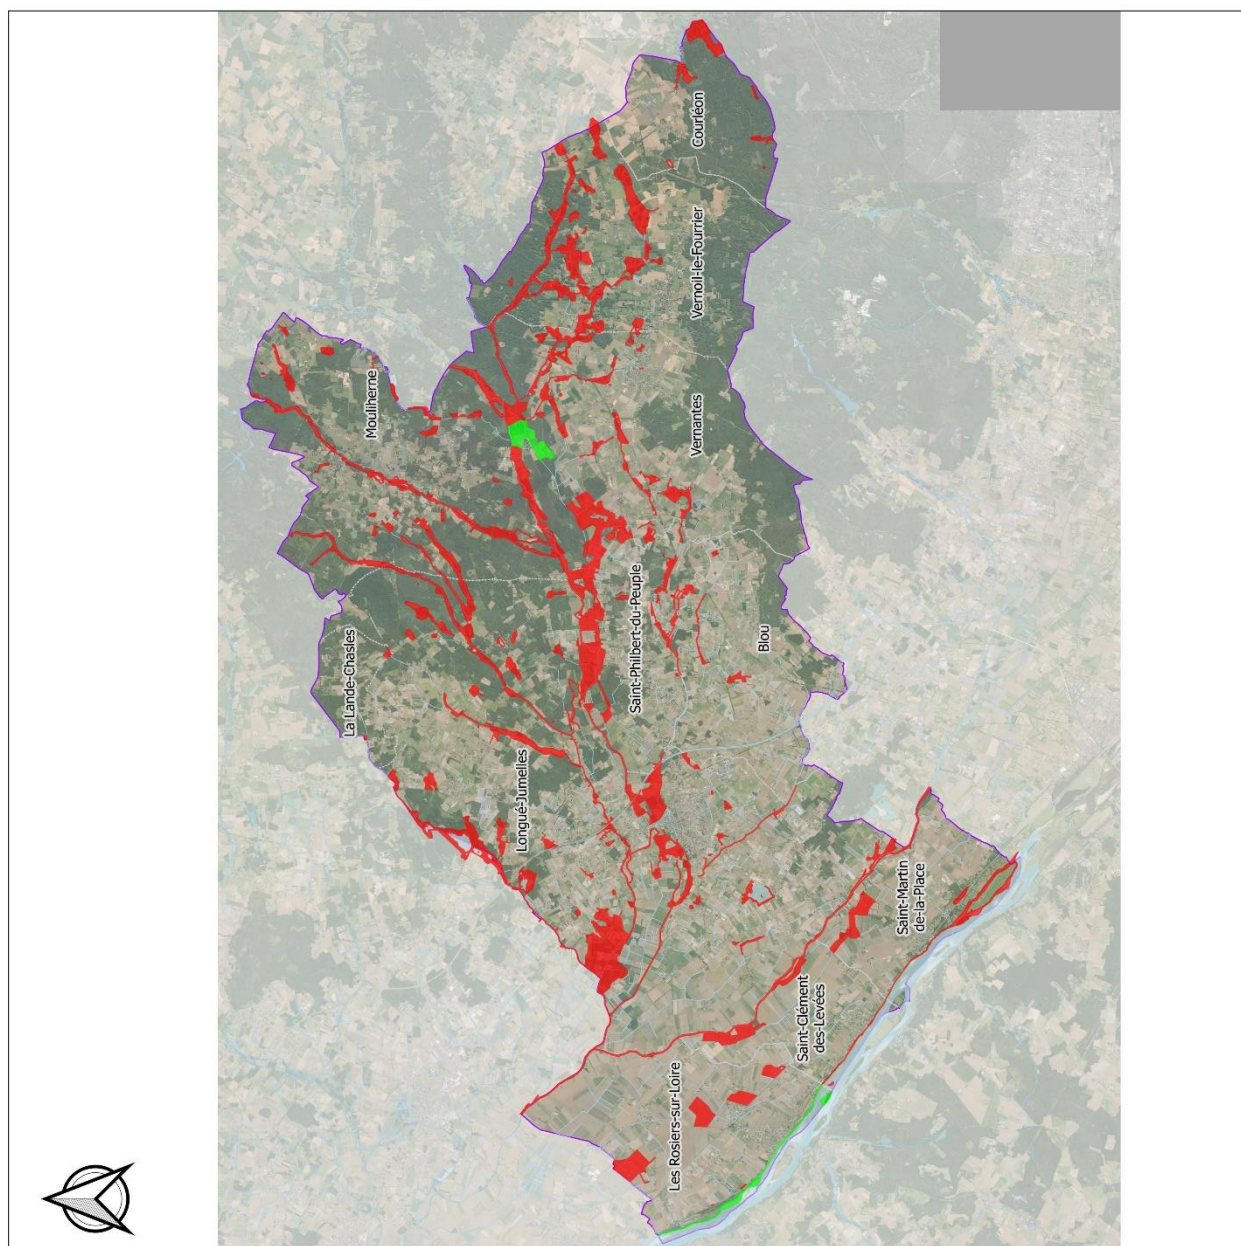 Courléon
Vernoil-le-Fourrier
Mouliherne
Vernantes
La Lande-Chasles
Saint-Philbert-du-Peuple
Blou
Longué-Jumelles
Saint-Martin
de-la-Place
Saint-Clément
des-Levées
Les Rosiers-sur-Loire